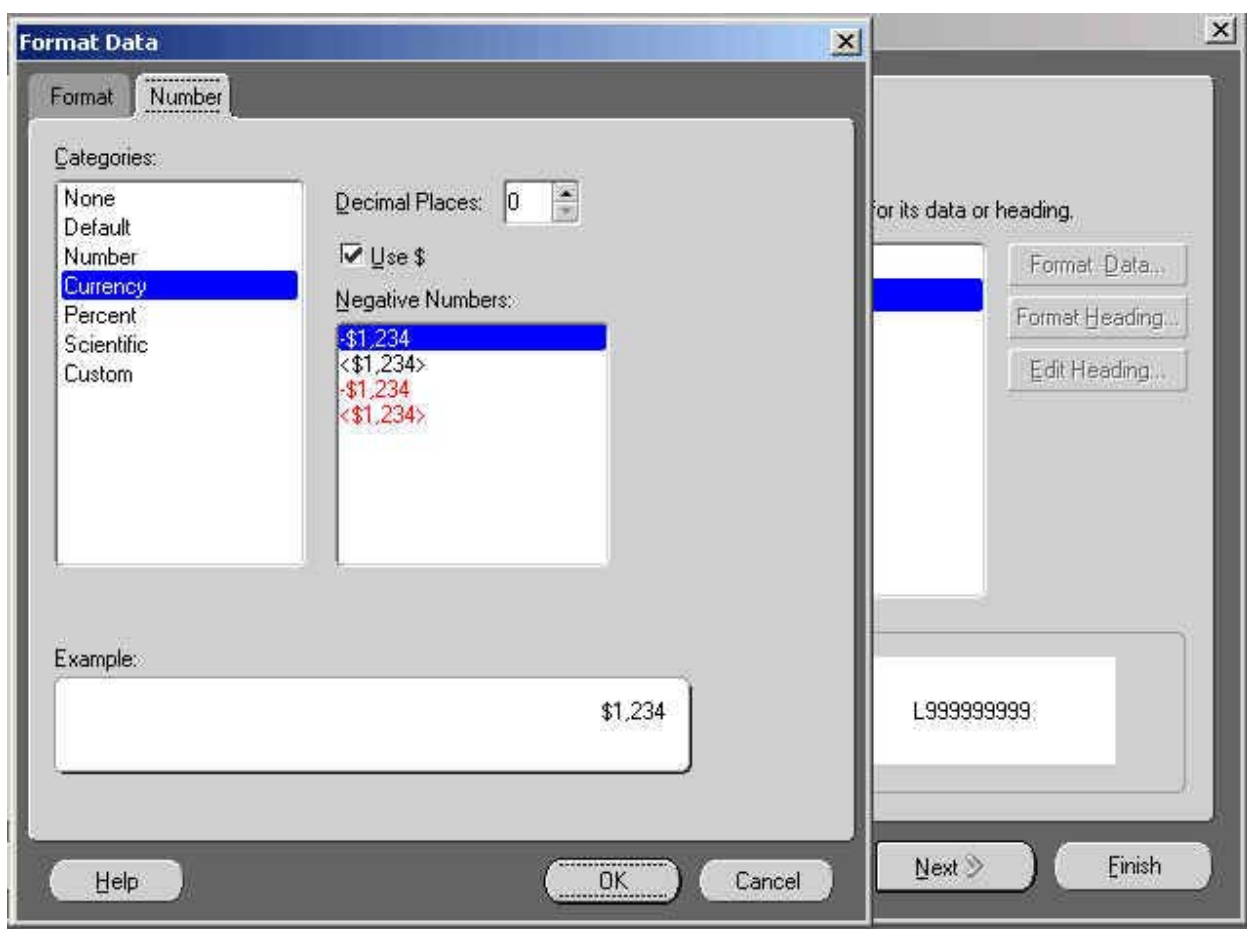 Format Data
Format
Number
Categories:
None
Default
Number
Currency
Percent
Scientific
Custom
Decimal Places: 0
Use $
Negative Numbers:
-$1,234
<$1,234>
-$1,234
<$1,234>
Example:
$1,234
Help
OK
Cancel
for its data or heading.
Format Data...
Format Heading...
Edit Heading...
L999999999
Next
Finish